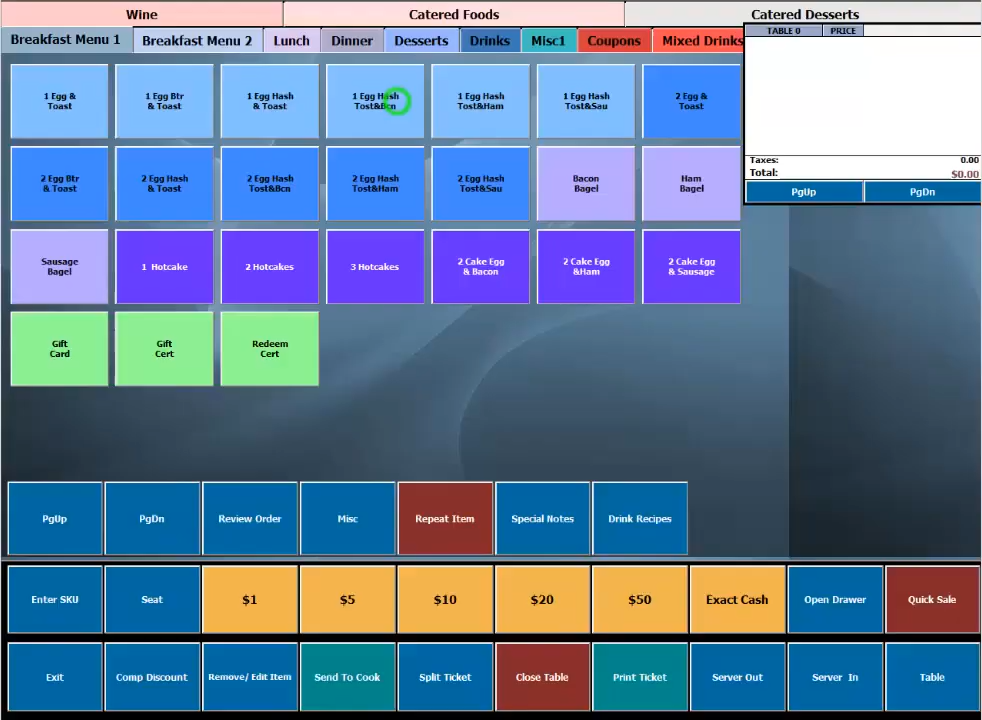 Wine
Catered Foods
Catered Desserts
Breakfast Menu 1
Breakfast Menu 2
Lunch
Dinner
Desserts
Drinks
Misc1
Coupons
Mixed Drinks
TABLE 0
PRICE
1 Egg &
Toast
1 Egg Btr
& Toast
1 Egg Hash
& Toast
1 Egg Hash
Tost&Bcn
1 Egg Hash
Tost&Ham
1 Egg Hash
Tost&Sau
2 Egg &
Toast
2 Egg Btr
& Toast
2 Egg Hash
& Toast
2 Egg Hash
Tost&Bcn
2 Egg Hash
Tost&Ham
2 Egg Hash
Tost&Sau
Bacon
Bagel
Ham
Bagel
Taxes:
0.00
Total:
$0.00
PgUp
PgDn
Sausage
Bagel
1 Hotcake
2 Hotcakes
3 Hotcakes
2 Cake Egg
& Bacon
2 Cake Egg
&Ham
2 Cake Egg
& Sausage
Gift
Card
Gift
Cert
Redeem
Cert
PgUp
PgDn
Review Order
Misc
Repeat Item
Special Notes
Drink Recipes
Enter SKU
Seat
$1
$5
$10
$20
$50
Exact Cash
Open Drawer
Quick Sale
Exit
Comp Discount
Remove/ Edit Item
Send To Cook
Split Ticket
Close Table
Print Ticket
Server Out
Server In
Table